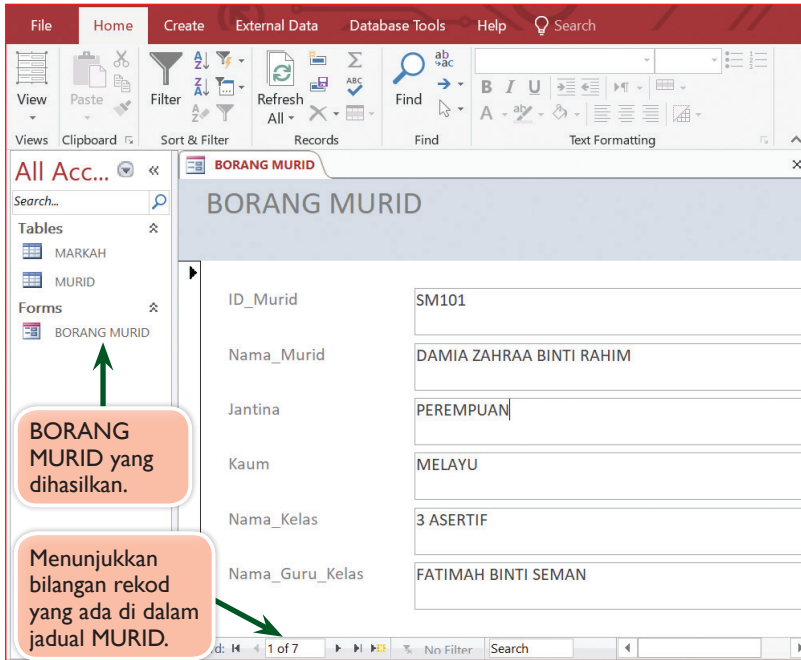 File Home Create External Data Database Tools Help Search
View Paste Filter Refresh All Find
ab
ac
ABC
B I U
A
Views Clipboard Sort & Filter Records Find Text Formatting
All Acc... «
BORANG MURID
Search...
BORANG MURID
Tables
MARKAH
MURID
Forms
BORANG MURID
ID_Murid SM101
Nama_Murid DAMIA ZAHRAA BINTI RAHIM
Jantina PEREMPUAN
Kaum MELAYU
Nama_Kelas 3 ASERTIF
Nama_Guru_Kelas FATIMAH BINTI SEMAN
BORANG
MURID yang
dihasilkan.
Menunjukkan
bilangan rekod
yang ada di dalam
jadual MURID.
1 of 7 No Filter Search